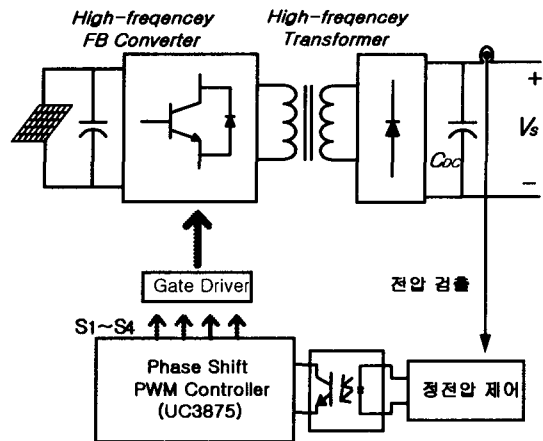 High-freqencey
FB Converter
High-freqencey
Transformer
+
Vs
CDC
−
Gate Driver
전압 검출
S1~S4
Phase Shift
PWM Controller
(UC3875)
정전압 제어